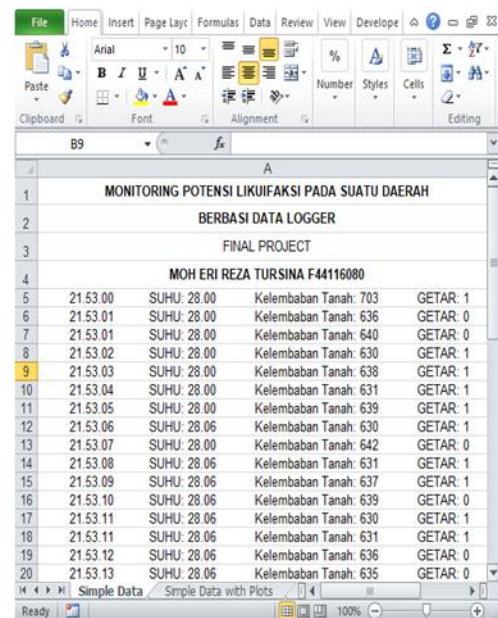 File Home Insert Page Layc Formulas Data Review View Develope
Paste
Clipboard
Arial 10
B I U A A
A
Font
Alignment
%
Number
Styles
Cells
Σ
Editing
B9 fx
A
1 MONITORING POTENSI LIKUIFAKSI PADA SUATU DAERAH
2 BERBASI DATA LOGGER
3 FINAL PROJECT
4 MOH ERI REZA TURSINA F44116080
5 21.53.00 SUHU: 28.00 Kelembaban Tanah: 703 GETAR: 1
6 21.53.01 SUHU: 28.00 Kelembaban Tanah: 636 GETAR: 0
7 21.53.01 SUHU: 28.00 Kelembaban Tanah: 640 GETAR: 0
8 21.53.02 SUHU: 28.00 Kelembaban Tanah: 630 GETAR: 1
9 21.53.03 SUHU: 28.00 Kelembaban Tanah: 638 GETAR: 1
10 21.53.04 SUHU: 28.00 Kelembaban Tanah: 631 GETAR: 1
11 21.53.05 SUHU: 28.00 Kelembaban Tanah: 639 GETAR: 1
12 21.53.06 SUHU: 28.06 Kelembaban Tanah: 630 GETAR: 1
13 21.53.07 SUHU: 28.00 Kelembaban Tanah: 642 GETAR: 0
14 21.53.08 SUHU: 28.06 Kelembaban Tanah: 631 GETAR: 1
15 21.53.09 SUHU: 28.06 Kelembaban Tanah: 637 GETAR: 1
16 21.53.10 SUHU: 28.06 Kelembaban Tanah: 639 GETAR: 0
17 21.53.11 SUHU: 28.06 Kelembaban Tanah: 630 GETAR: 1
18 21.53.11 SUHU: 28.06 Kelembaban Tanah: 631 GETAR: 1
19 21.53.12 SUHU: 28.06 Kelembaban Tanah: 636 GETAR: 0
20 21.53.13 SUHU: 28.06 Kelembaban Tanah: 635 GETAR: 0
Simple Data Simple Data with Plots
Ready 100%